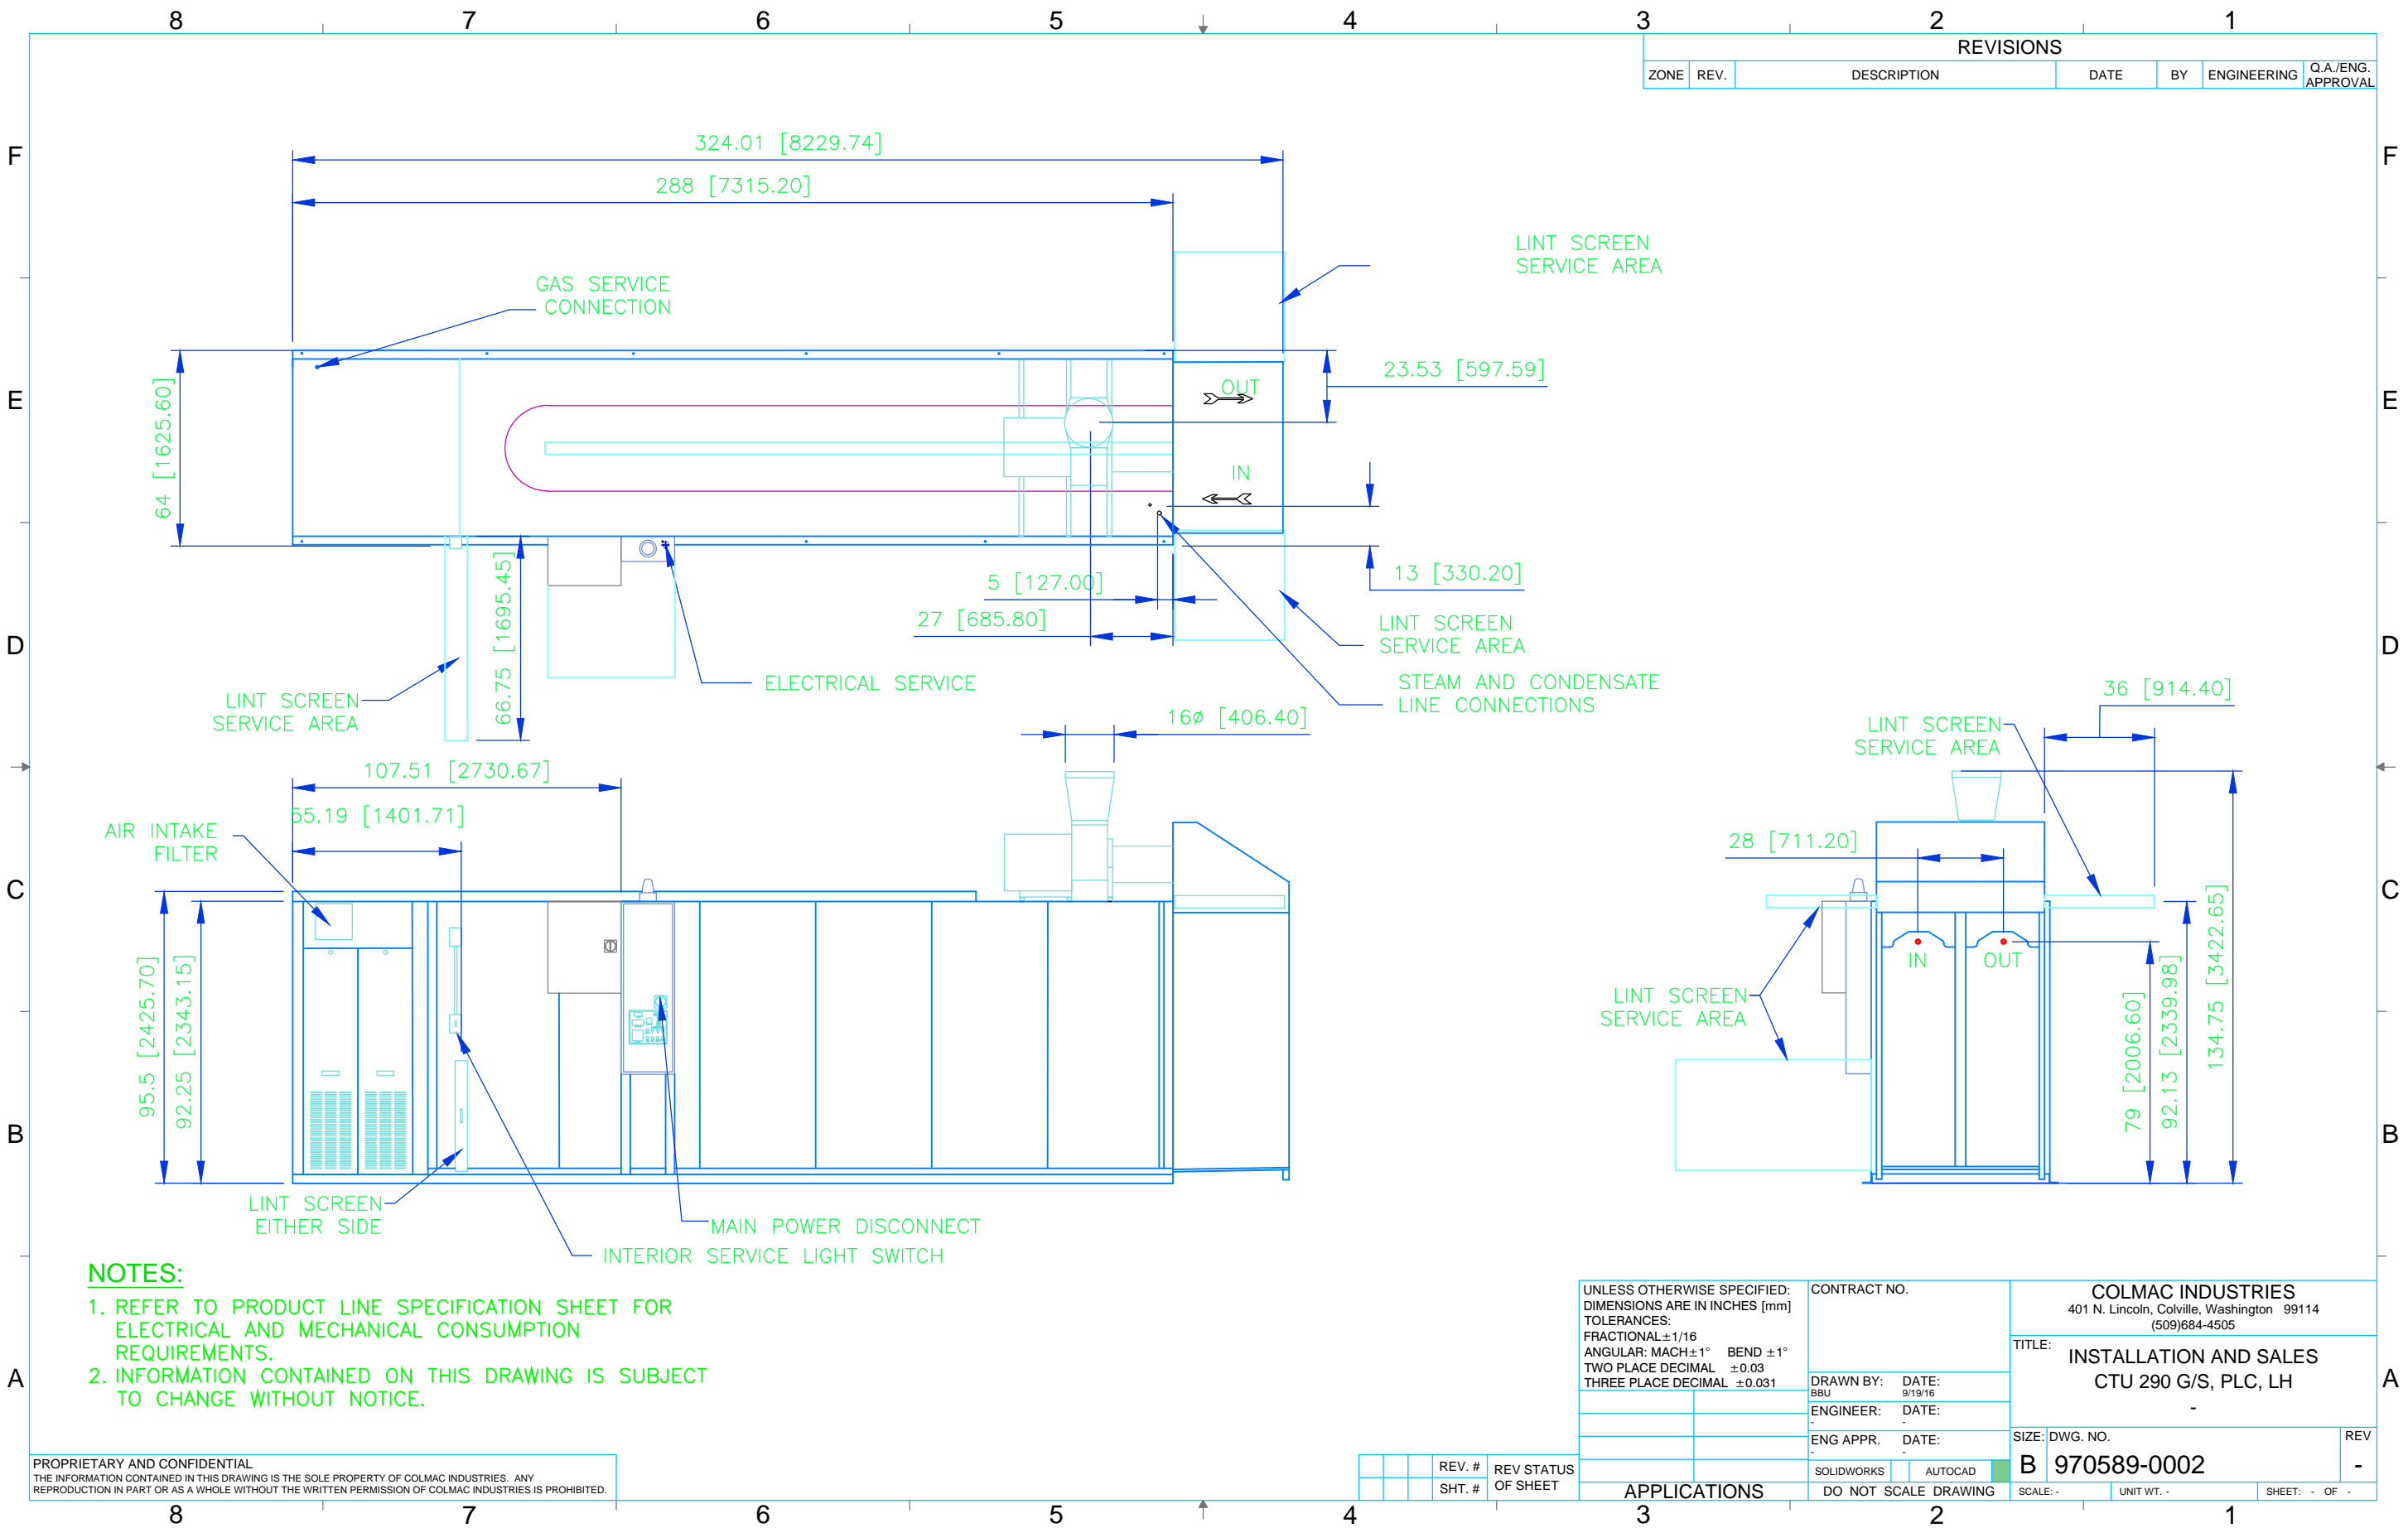 8 7 6 5 4 3 2 1
REVISIONS
ZONE REV. DESCRIPTION DATE BY ENGINEERING Q.A./ENG. APPROVAL
F F
E E
D D
C C
B B
A A
324.01 [8229.74]
288 [7315.20]
LINT SCREEN
SERVICE AREA
GAS SERVICE
CONNECTION
64 [1625.60]
OUT
IN
23.53 [597.59]
13 [330.20]
5 [127.00]
27 [685.80]
66.75 [1695.45]
LINT SCREEN
SERVICE AREA
ELECTRICAL SERVICE
LINT SCREEN
SERVICE AREA
STEAM AND CONDENSATE
LINE CONNECTIONS
16ø [406.40]
107.51 [2730.67]
55.19 [1401.71]
AIR INTAKE
FILTER
95.5 [2425.70]
92.25 [2343.15]
LINT SCREEN
EITHER SIDE
MAIN POWER DISCONNECT
INTERIOR SERVICE LIGHT SWITCH
36 [914.40]
LINT SCREEN
SERVICE AREA
28 [711.20]
IN OUT
LINT SCREEN
SERVICE AREA
79 [2006.60]
92.13 [2339.98]
134.75 [3422.65]
NOTES:
1. REFER TO PRODUCT LINE SPECIFICATION SHEET FOR
ELECTRICAL AND MECHANICAL CONSUMPTION
REQUIREMENTS.
2. INFORMATION CONTAINED ON THIS DRAWING IS SUBJECT
TO CHANGE WITHOUT NOTICE.
UNLESS OTHERWISE SPECIFIED:
DIMENSIONS ARE IN INCHES [mm]
TOLERANCES:
FRACTIONAL±1/16
ANGULAR: MACH±1° BEND ±1°
TWO PLACE DECIMAL ±0.03
THREE PLACE DECIMAL ±0.031
CONTRACT NO.
DRAWN BY: DATE:
BBU 9/19/16
ENGINEER: DATE:
- -
ENG APPR. DATE:
- -
SOLIDWORKS AUTOCAD
COLMAC INDUSTRIES
401 N. Lincoln, Colville, Washington 99114
(509)684-4505
TITLE:
INSTALLATION AND SALES
CTU 290 G/S, PLC, LH
-
SIZE: DWG. NO. REV
B 970589-0002 -
PROPRIETARY AND CONFIDENTIAL
THE INFORMATION CONTAINED IN THIS DRAWING IS THE SOLE PROPERTY OF COLMAC INDUSTRIES. ANY
REPRODUCTION IN PART OR AS A WHOLE WITHOUT THE WRITTEN PERMISSION OF COLMAC INDUSTRIES IS PROHIBITED.
REV. #
SHT. #
REV STATUS
OF SHEET
APPLICATIONS
DO NOT SCALE DRAWING
SCALE: - UNIT WT. - SHEET: - OF -
8 7 6 5 4 3 2 1